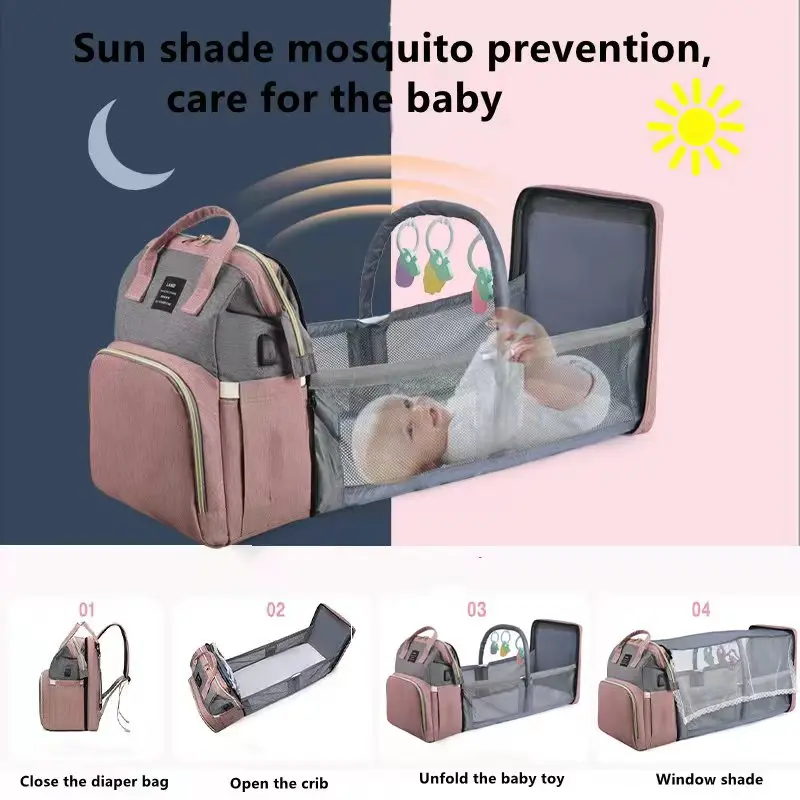 Sun shade mosquito prevention,
care for the baby
01
02
03
04
Close the diaper bag
Open the crib
Unfold the baby toy
Window shade